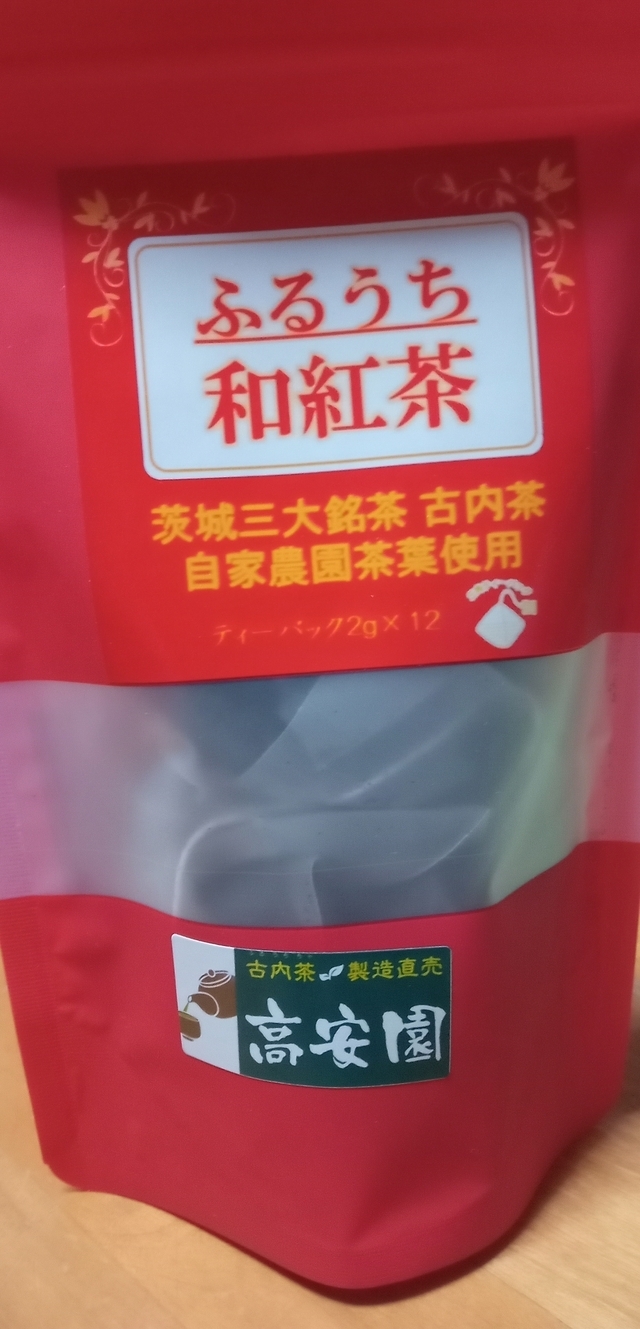 ふるうち
和紅茶
茨城三大銘茶 古内茶
自家農園茶葉使用
ティーバック2g×12
古内茶 製造直売
高安園